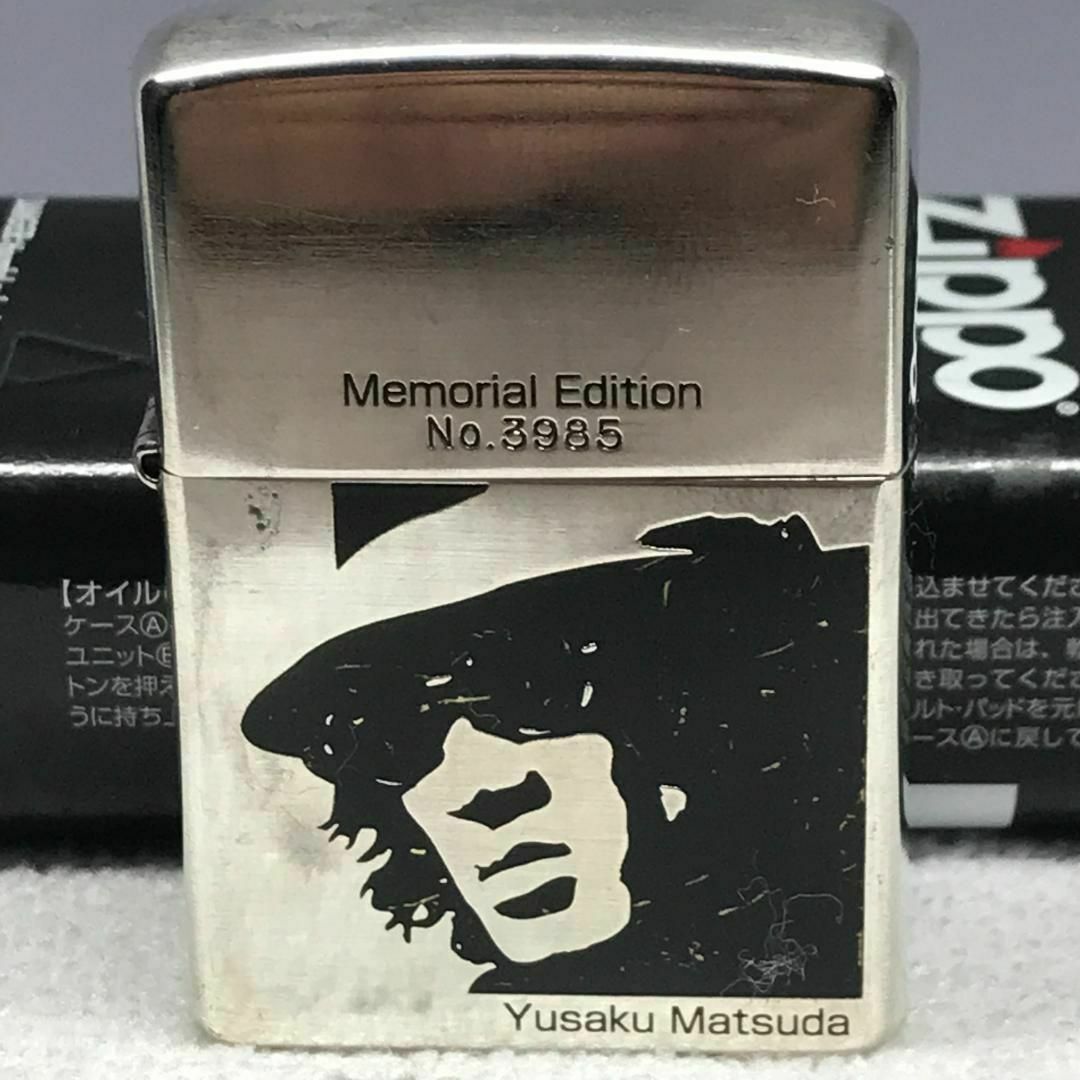 Memorial Edition
No.3985
Yusaku Matsuda
Zippo
【オイル
ケースⒶ
ユニットⒷ
トンを押え
うに持ち
込ませてくださ
出てきたら注入
れた場合は、乾
き取ってくださ
ルト・パッドを元
ースⒶに戻して